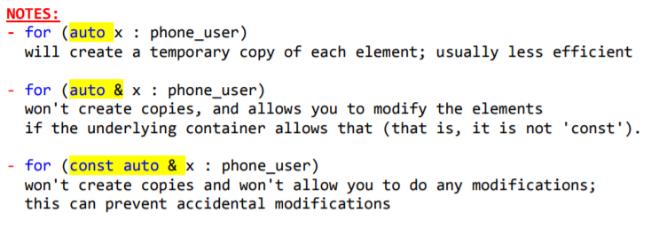 NOTES:
- for (auto x : phone_user)
will create a temporary copy of each element; usually less efficient
- for (auto & x : phone_user)
won't create copies, and allows you to modify the elements
if the underlying container allows that (that is, it is not 'const').
- for (const auto & x : phone_user)
won't create copies and won't allow you to do any modifications;
this can prevent accidental modifications